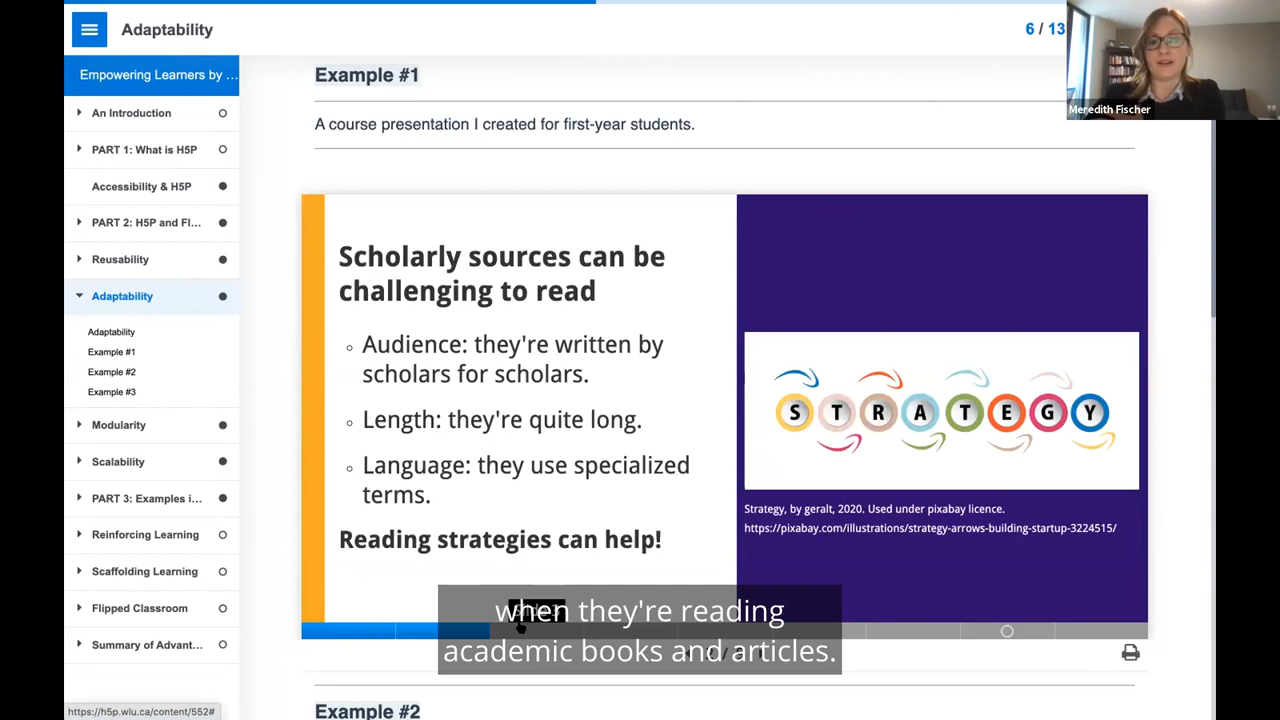 Adaptability
6 / 13
Meredith Fischer
Empowering Learners by ...
An Introduction
PART 1: What is H5P
Accessibility & H5P
PART 2: H5P and Fl...
Reusability
Adaptability
Adaptability
Example #1
Example #2
Example #3
Modularity
Scalability
PART 3: Examples i...
Reinforcing Learning
Scaffolding Learning
Flipped Classroom
Summary of Advant...
https://h5p.wlu.ca/content/552#
Example #1
A course presentation I created for first-year students.
Scholarly sources can be
challenging to read
Audience: they're written by
scholars for scholars.
Length: they're quite long.
Language: they use specialized
terms.
Reading strategies can help!
STRATEGY
Strategy, by geralt, 2020. Used under pixabay licence.
https://pixabay.com/illustrations/strategy-arrows-building-startup-3224515/
when they're reading
academic books and articles.
Example #2